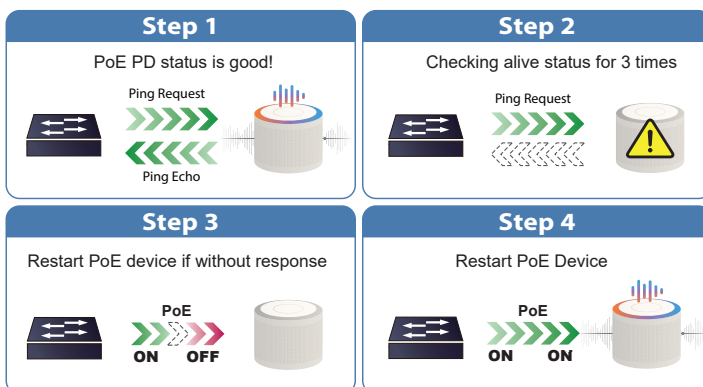 Step 1
PoE PD status is good!
Ping Request
Ping Echo
Step 2
Checking alive status for 3 times
Ping Request
Step 3
Restart PoE device if without response
PoE
ON OFF
Step 4
Restart PoE Device
PoE
ON ON